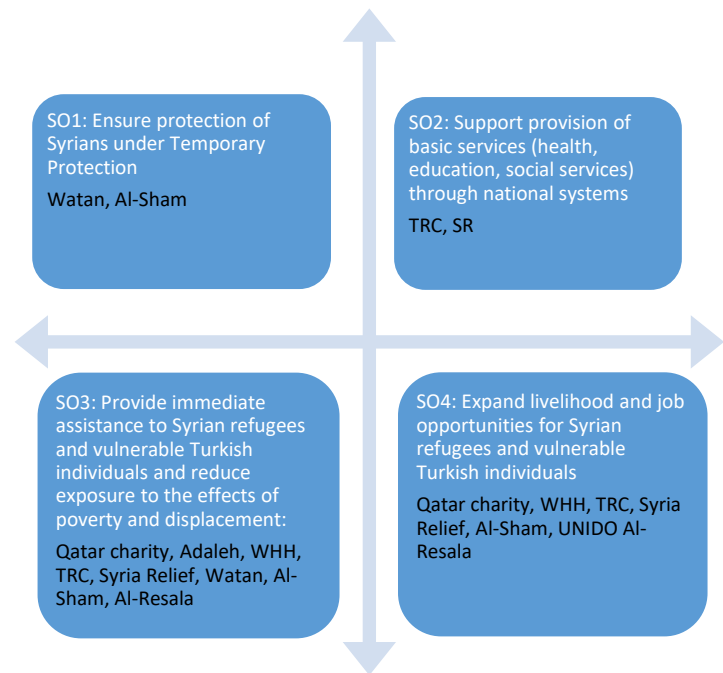 SO1: Ensure protection of
Syrians under Temporary
Protection
Watan, Al-Sham
SO2: Support provision of
basic services (health,
education, social services)
through national systems
TRC, SR
SO3: Provide immediate
assistance to Syrian refugees
and vulnerable Turkish
individuals and reduce
exposure to the effects of
poverty and displacement:
Qatar charity, Adaleh, WHH,
TRC, Syria Relief, Watan, Al-
Sham, Al-Resala
SO4: Expand livelihood and job
opportunities for Syrian
refugees and vulnerable
Turkish individuals
Qatar charity, WHH, TRC, Syria
Relief, Al-Sham, UNIDO Al-
Resala